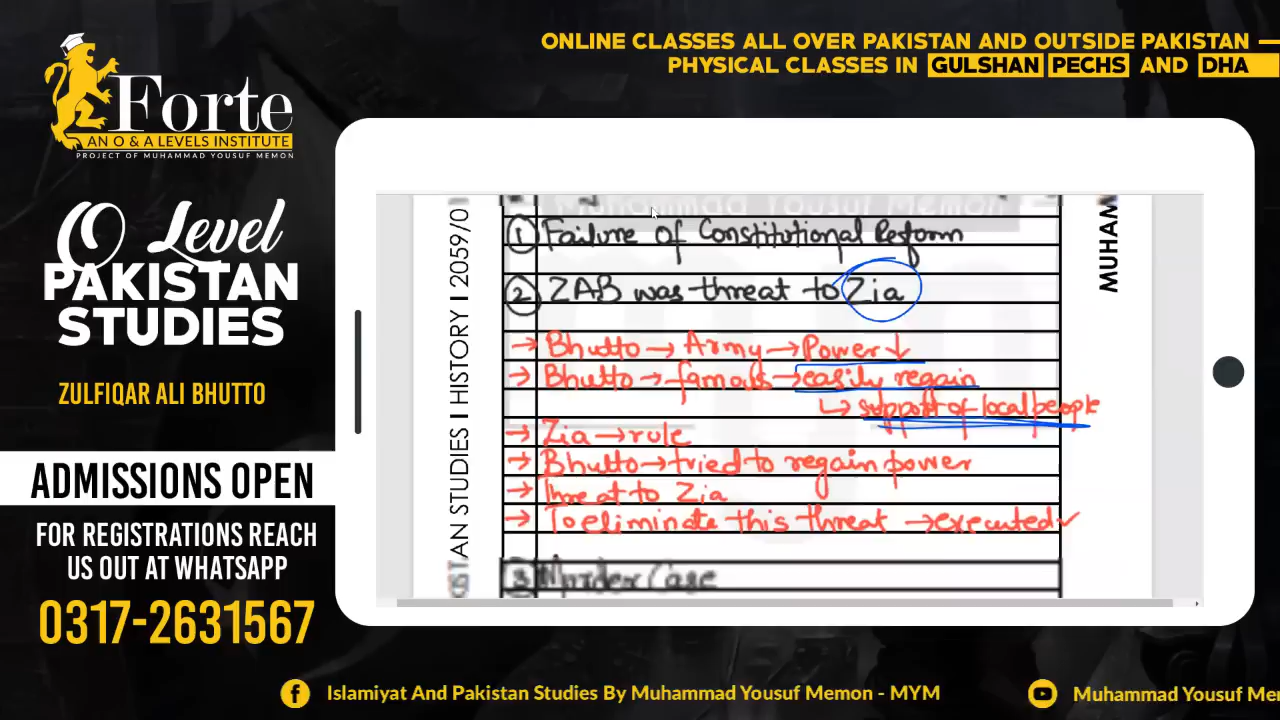 ONLINE CLASSES ALL OVER PAKISTAN AND OUTSIDE PAKISTAN
PHYSICAL CLASSES IN GULSHAN PECHS AND DHA
Forte
AN O & A LEVELS INSTITUTE
PROJECT OF MUHAMMAD YOUSUF MEMON
O Level
PAKISTAN
STUDIES
ZULFIQAR ALI BHUTTO
ADMISSIONS OPEN
FOR REGISTRATIONS REACH
US OUT AT WHATSAPP
0317-2631567
STAN STUDIES I HISTORY I 2059/0
MUHAM
Muhammad Yousuf Memon
① Failure of Constitutional Reform
② ZAB was threat to Zia
→ Bhutto → Army → Power ↓
→ Bhutto → famous → easily regain
↳ support of local people
→ Zia → rule
→ Bhutto → tried to regain power
→ Threat to Zia
→ To eliminate this threat → executed ✓
③ Murder Case
Islamiyat And Pakistan Studies By Muhammad Yousuf Memon - MYM
Muhammad Yousuf Mer